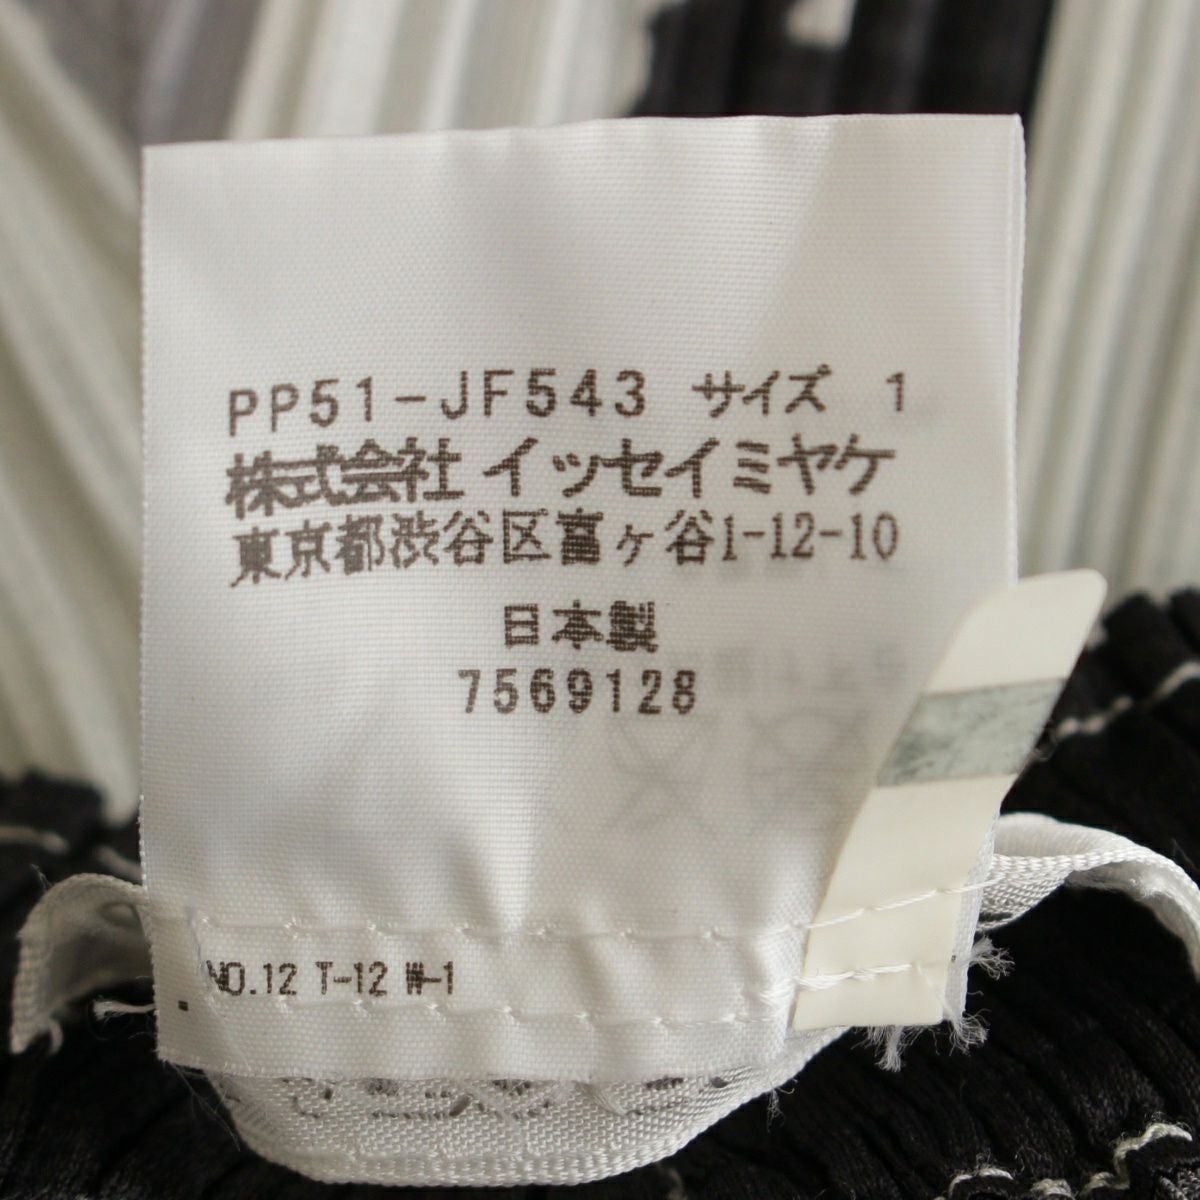 PP51-JF543 サイズ 1
株式会社 イッセイミヤケ
東京都渋谷区富ヶ谷1-12-10
日本製
7569128
NO.12 T-12 W-1